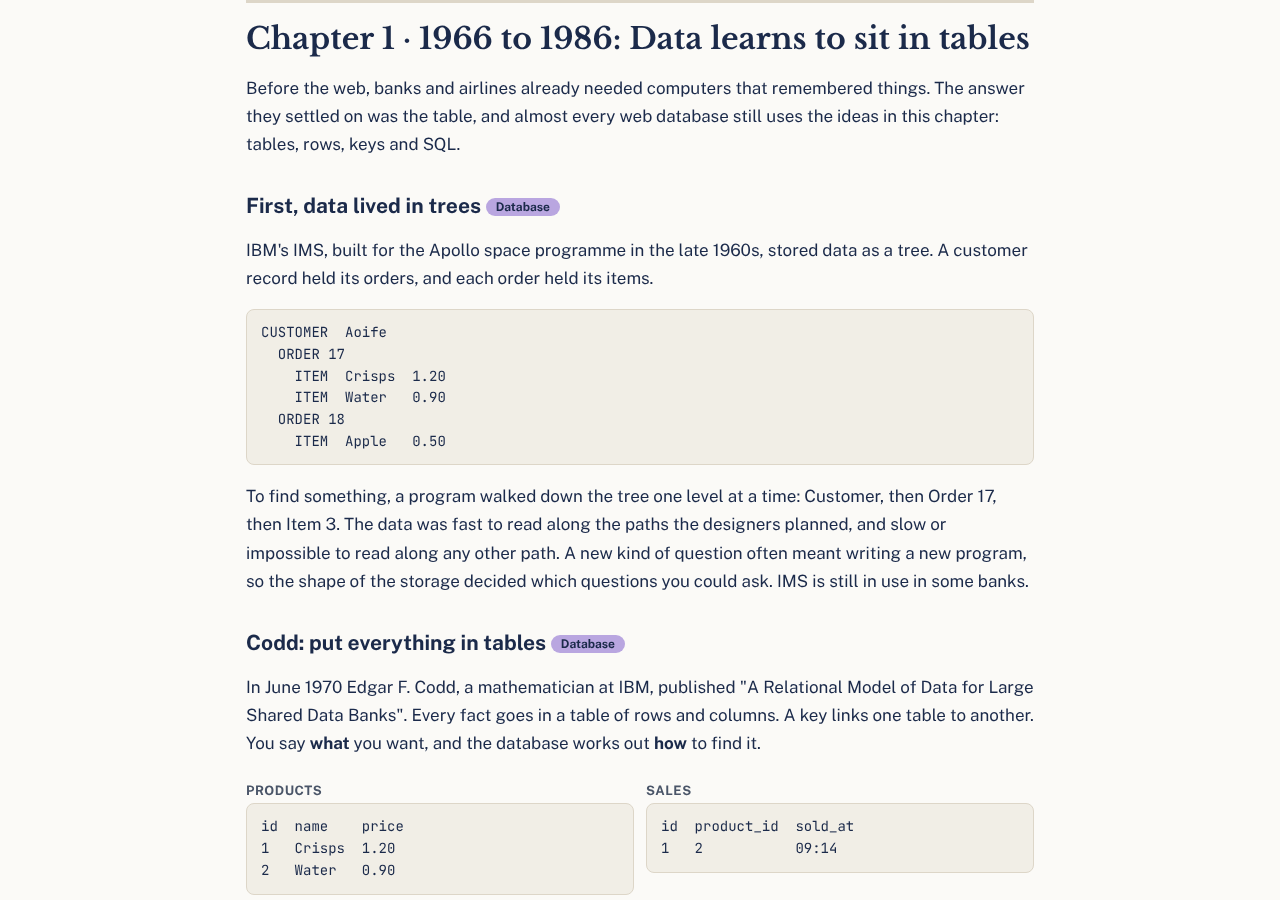 Chapter 1 · 1966 to 1986: Data learns to sit in tables
Before the web, banks and airlines already needed computers that remembered things. The answer
they settled on was the table, and almost every web database still uses the ideas in this chapter:
tables, rows, keys and SQL.
First, data lived in trees Database
IBM's IMS, built for the Apollo space programme in the late 1960s, stored data as a tree. A customer
record held its orders, and each order held its items.
CUSTOMER  Aoife
  ORDER 17
    ITEM  Crisps  1.20
    ITEM  Water   0.90
  ORDER 18
    ITEM  Apple   0.50
To find something, a program walked down the tree one level at a time: Customer, then Order 17,
then Item 3. The data was fast to read along the paths the designers planned, and slow or
impossible to read along any other path. A new kind of question often meant writing a new program,
so the shape of the storage decided which questions you could ask. IMS is still in use in some banks.
Codd: put everything in tables Database
In June 1970 Edgar F. Codd, a mathematician at IBM, published "A Relational Model of Data for Large
Shared Data Banks". Every fact goes in a table of rows and columns. A key links one table to another.
You say what you want, and the database works out how to find it.
PRODUCTS
id  name    price
1   Crisps  1.20
2   Water   0.90
SALES
id  product_id  sold_at
1   2           09:14